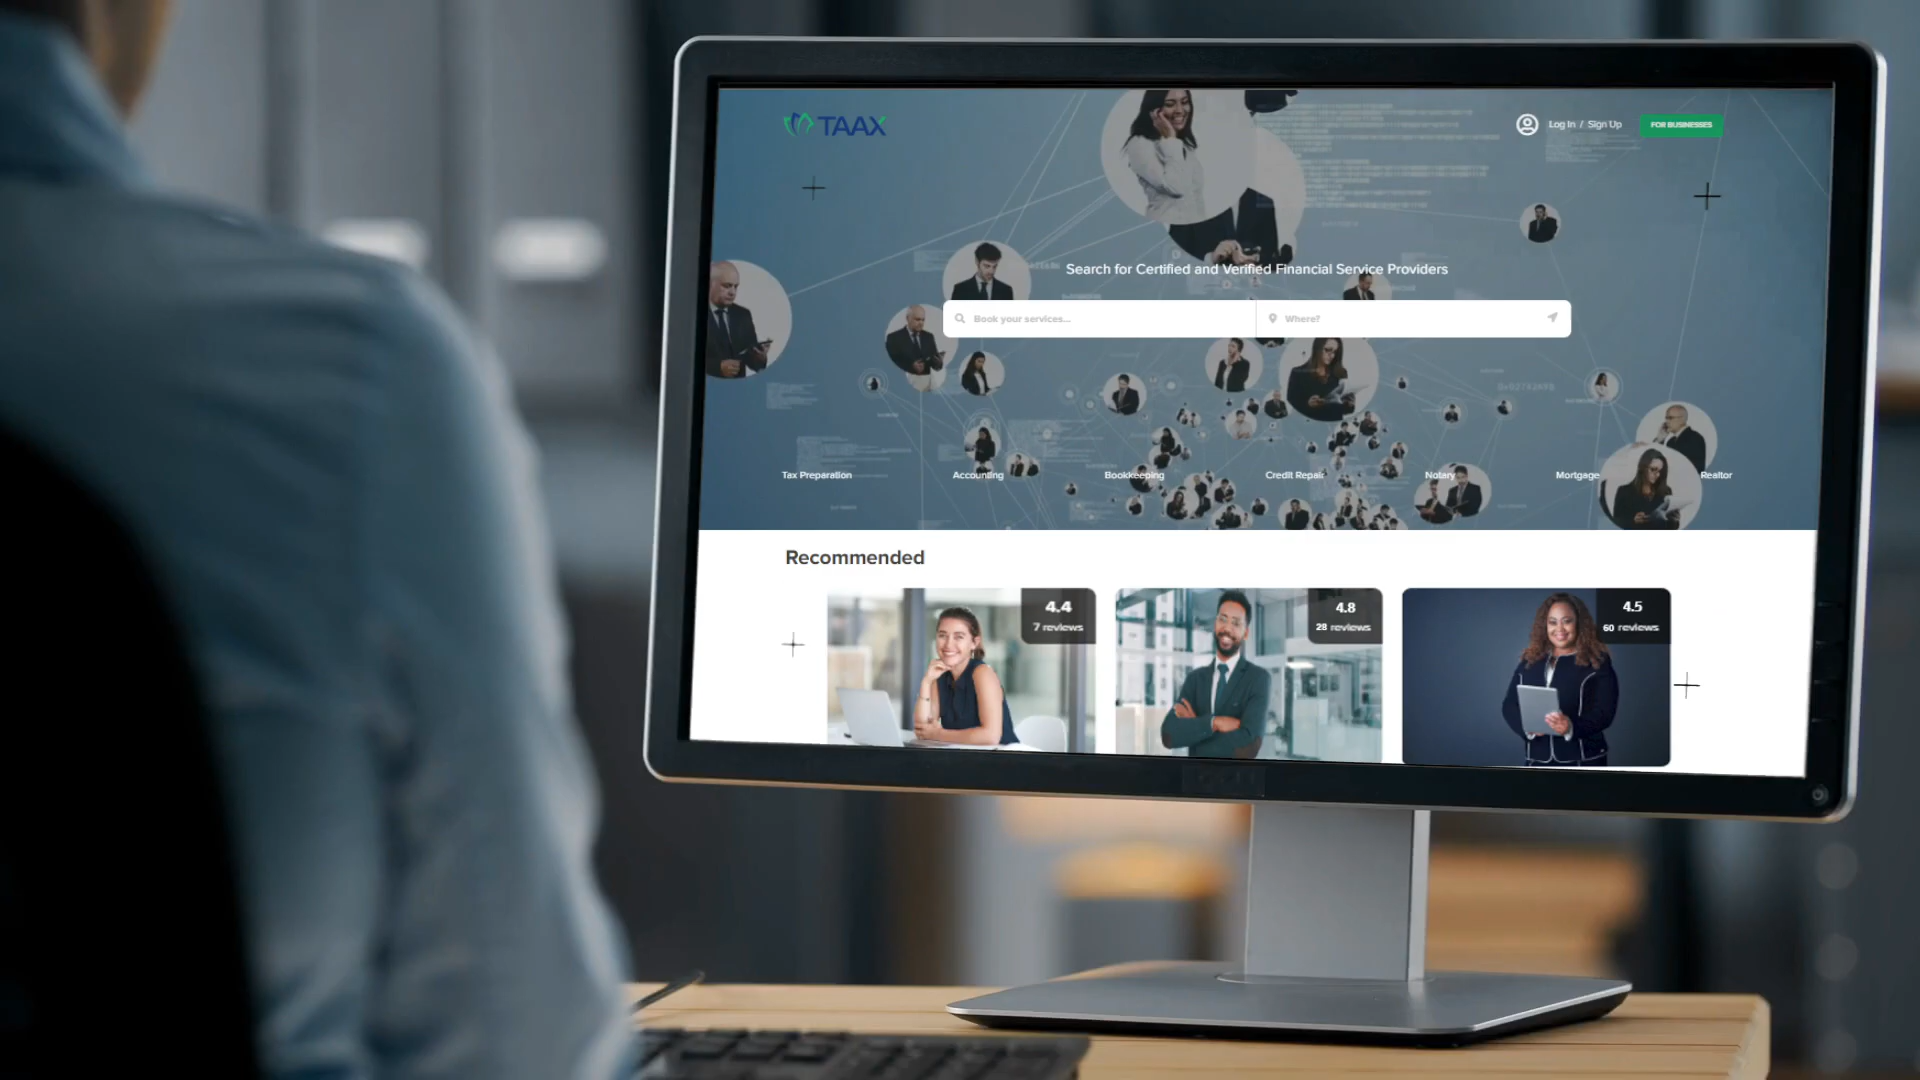 TAAX
Log In / Sign Up
FOR BUSINESSES
Search for Certified and Verified Financial Service Providers
Book your services...
Where?
Tax Preparation
Accounting
Bookkeeping
Credit Repair
Notary
Mortgage
Realtor
Recommended
4.4
7 reviews
4.8
28 reviews
4.5
60 reviews